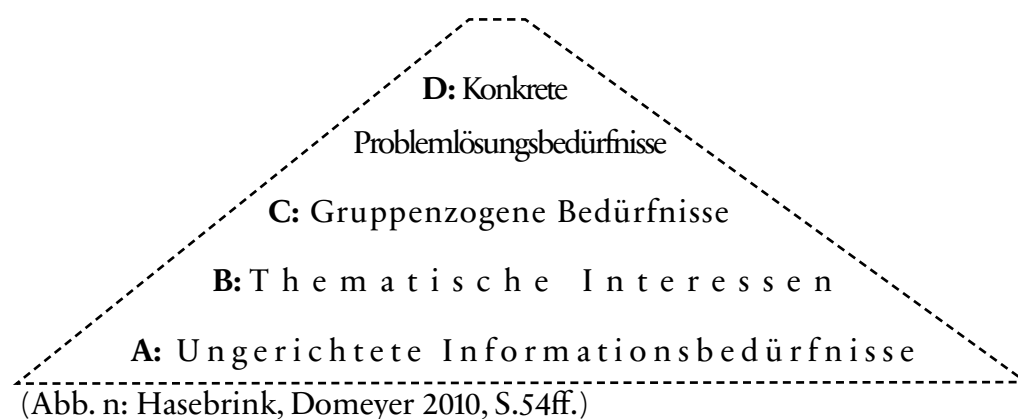 D: Konkrete
Problemlösungsbedürfnisse
C: Gruppenzogene Bedürfnisse
B: Thematische Interessen
A: Ungerichtete Informationsbedürfnisse
(Abb. n: Hasebrink, Domeyer 2010, S.54ff.)